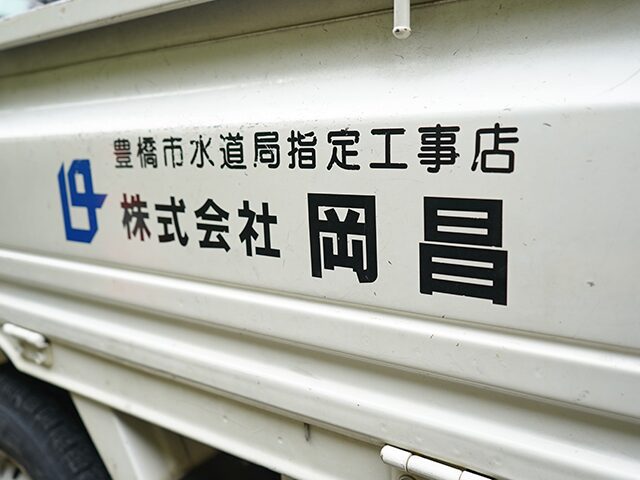 豊橋市水道局指定工事店
株式会社 岡昌